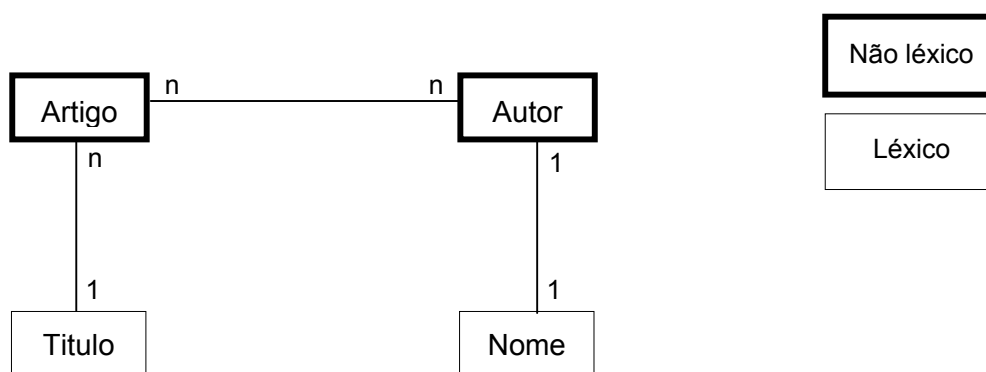 Não léxico
n n
Artigo Autor
Léxico
n 1
1 1
Titulo Nome